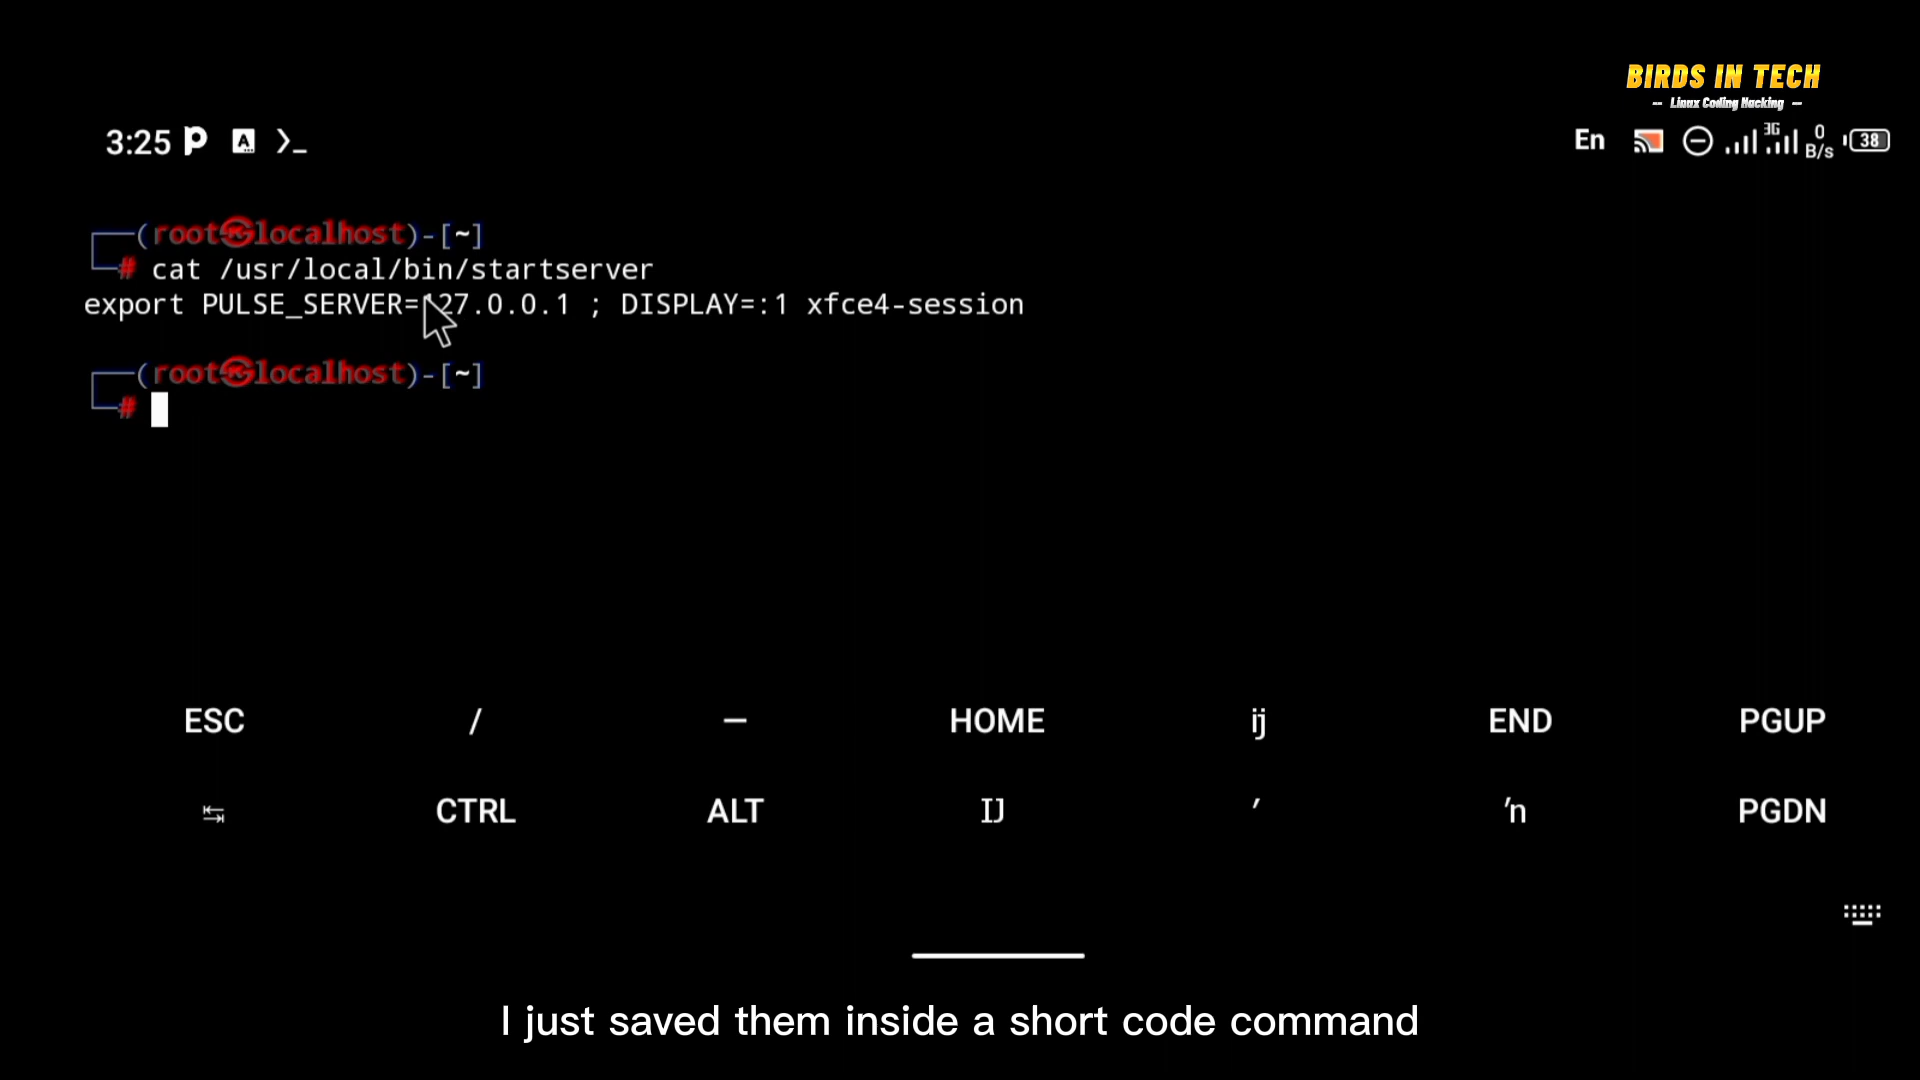 BIRDS IN TECH
-- Linux Coding Hacking --
3:25
A
En
3G
0
B/s
38
(root㉿localhost)-[~]
# cat /usr/local/bin/startserver
export PULSE_SERVER=127.0.0.1 ; DISPLAY=:1 xfce4-session
(root㉿localhost)-[~]
#
ESC / — HOME ĳ END PGUP
↹ CTRL ALT Ĳ ′ ŉ PGDN
I just saved them inside a short code command